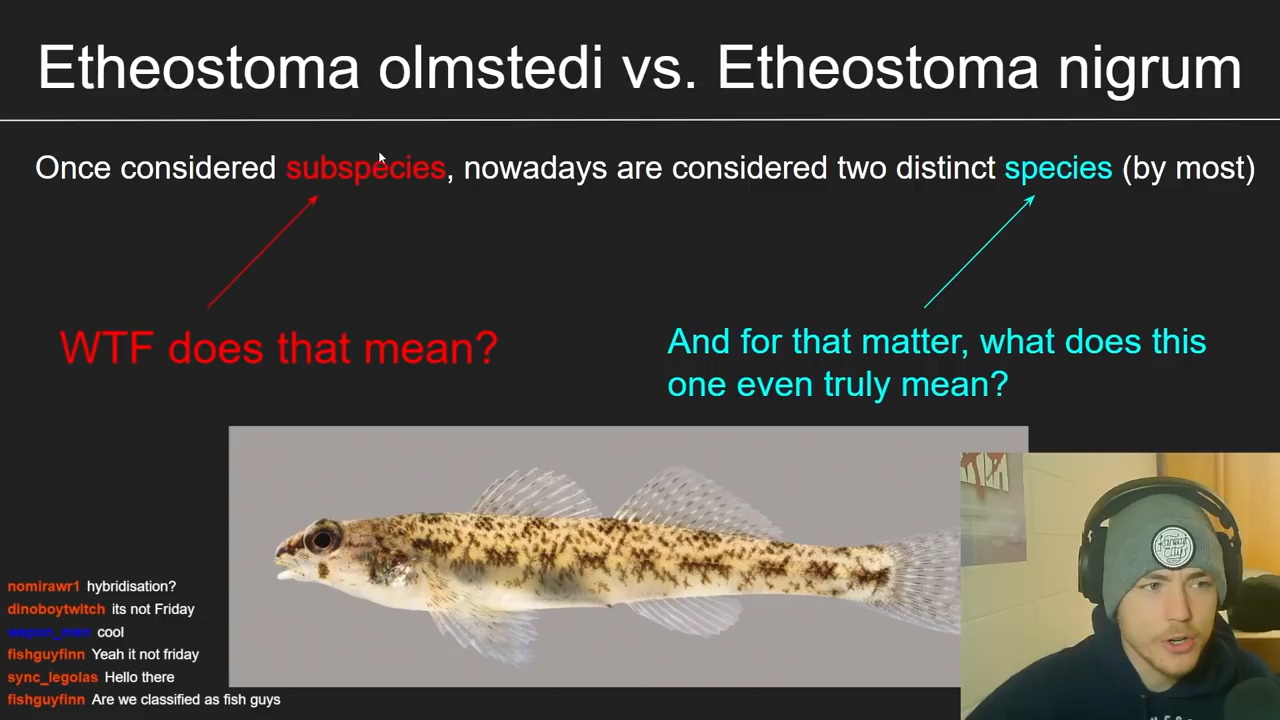 Etheostoma olmstedi vs. Etheostoma nigrum
Once considered subspecies, nowadays are considered two distinct species (by most)
WTF does that mean?
And for that matter, what does this
one even truly mean?
nomirawr1 hybridisation?
dinoboytwitch its not Friday
cool
fishguyfinn Yeah it not friday
sync_legolas Hello there
fishguyfinn Are we classified as fish guys
Kansas
City